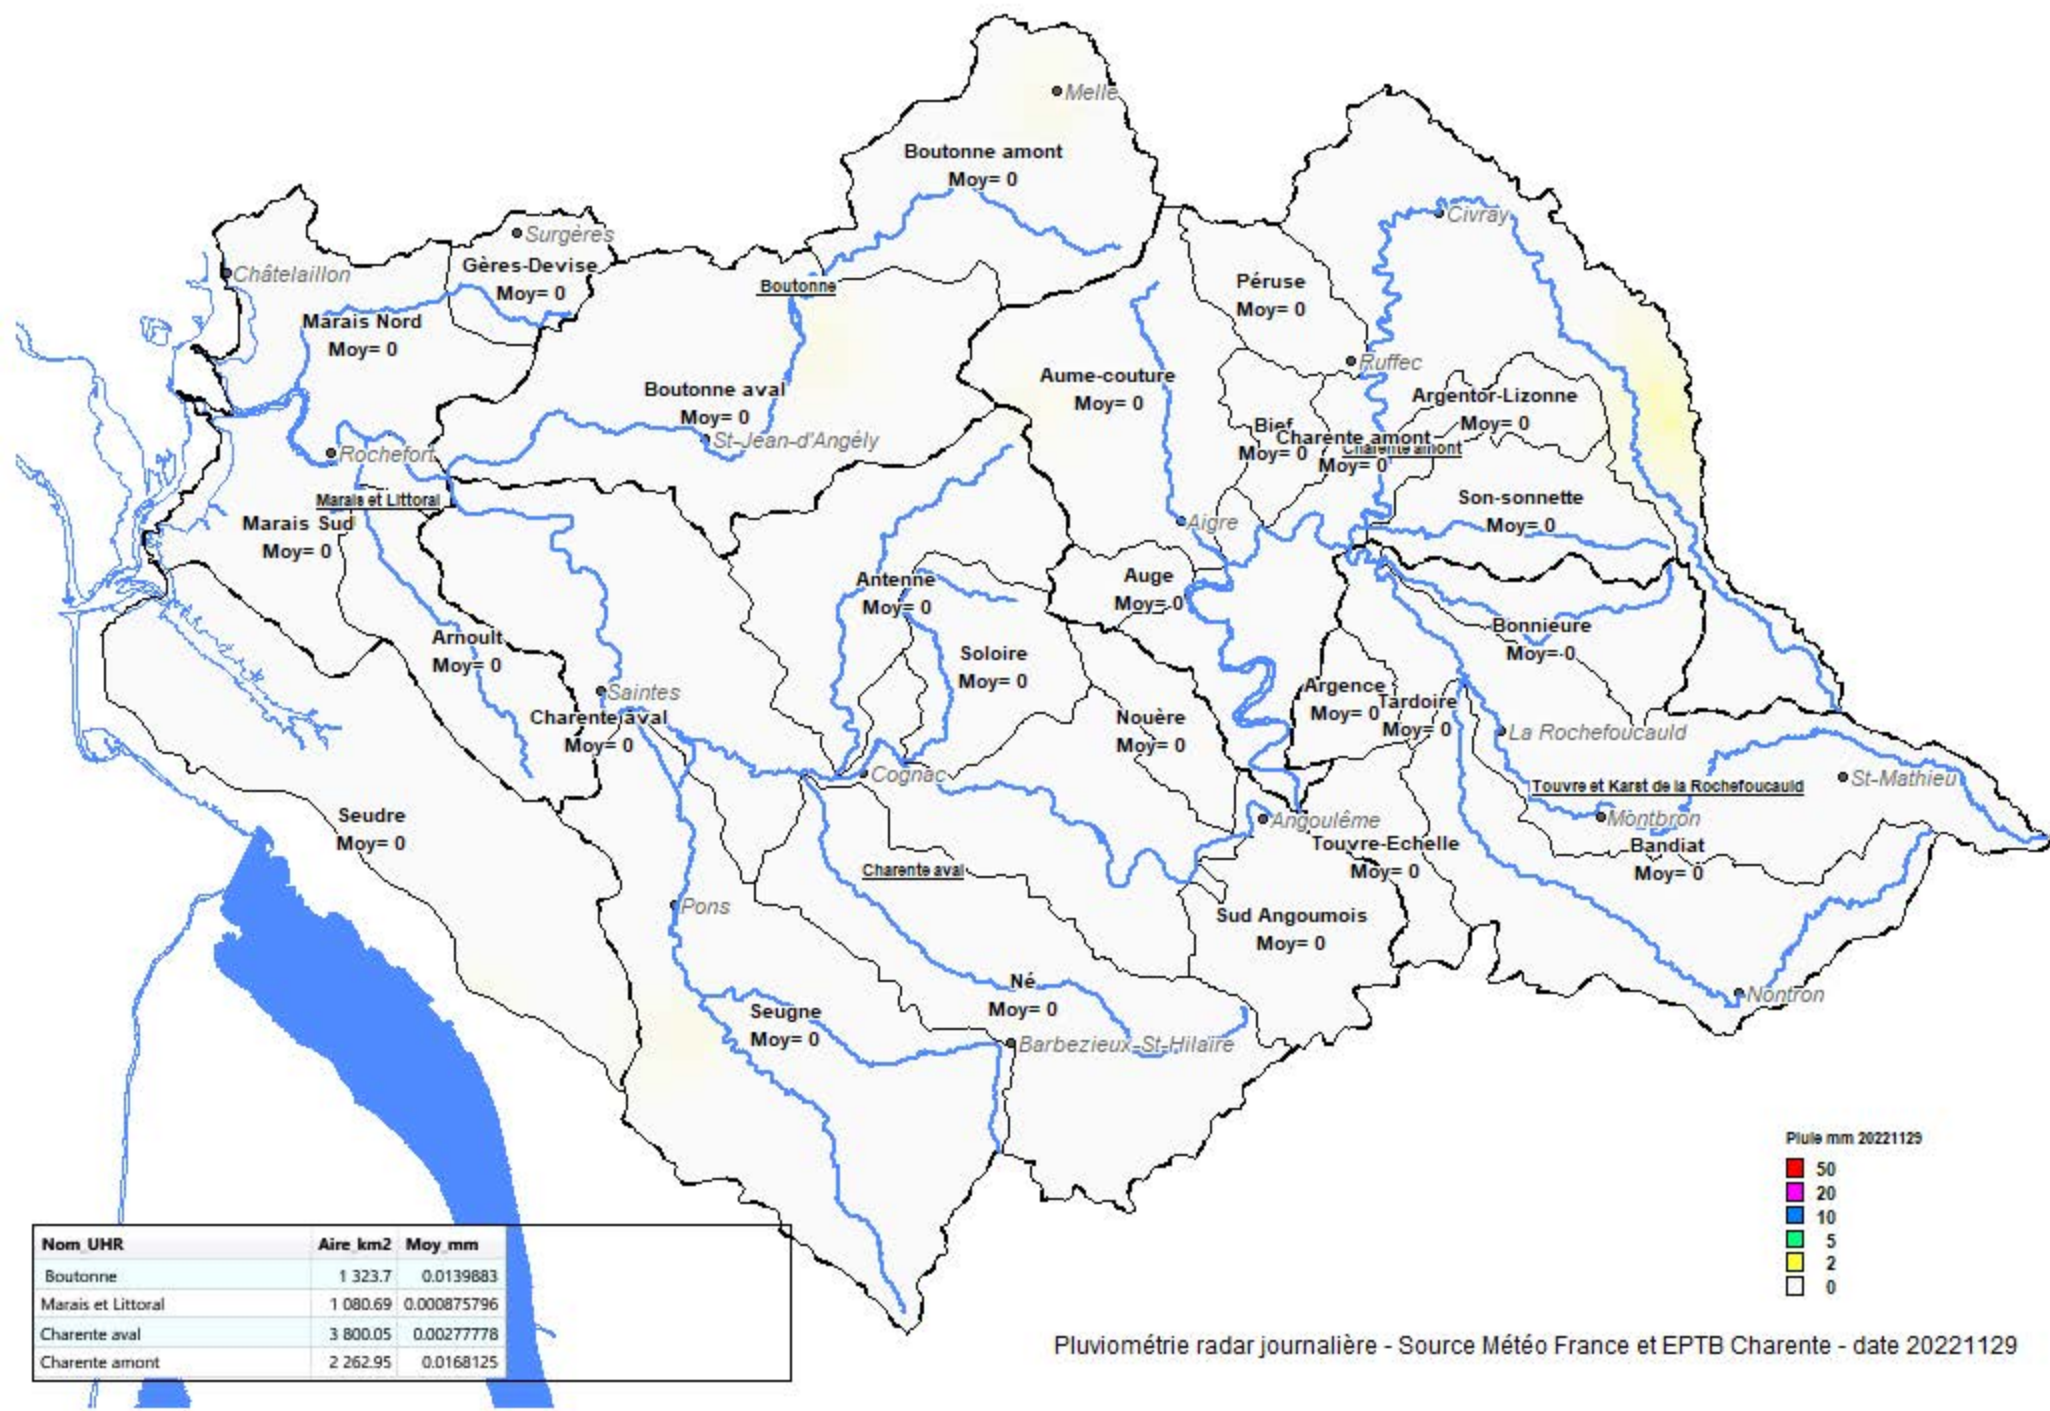 Melle
Boutonne amont
Moy= 0
Civray
Surgères
Châtelaillon
Gères-Devise
Moy= 0
Boutonne
Péruse
Moy= 0
Marais Nord
Moy= 0
Ruffec
Aume-couture
Moy= 0
Boutonne aval
Moy= 0
Argentor-Lizonne
Moy= 0
Bief
Moy= 0
Charente amont
Moy= 0
Charente amont
St-Jean-d'Angély
Rochefort
Marais et Littoral
Marais Sud
Moy= 0
Son-sonnette
Moy= 0
Aigre
Antenne
Moy= 0
Auge
Moy= 0
Bonnieure
Moy= 0
Arnoult
Moy= 0
Soloire
Moy= 0
Saintes
Charente aval
Moy= 0
Nouère
Moy= 0
Argence
Moy= 0
Tardoire
Moy= 0
La Rochefoucauld
Cognac
Touvre et Karst de la Rochefoucauld
St-Mathieu
Seudre
Moy= 0
Angoulême
Montbron
Touvre-Echelle
Moy= 0
Bandiat
Moy= 0
Charente aval
Pons
Sud Angoumois
Moy= 0
Né
Moy= 0
Nontron
Seugne
Moy= 0
Barbezieux-St-Hilaire
Pluie mm 20221129
50
20
10
5
2
0
Nom_UHR Aire_km2 Moy_mm
Boutonne 1 323.7 0.0139883
Marais et Littoral 1 080.69 0.000875796
Charente aval 3 800.05 0.00277778
Charente amont 2 262.95 0.0168125
Pluviométrie radar journalière - Source Météo France et EPTB Charente - date 20221129